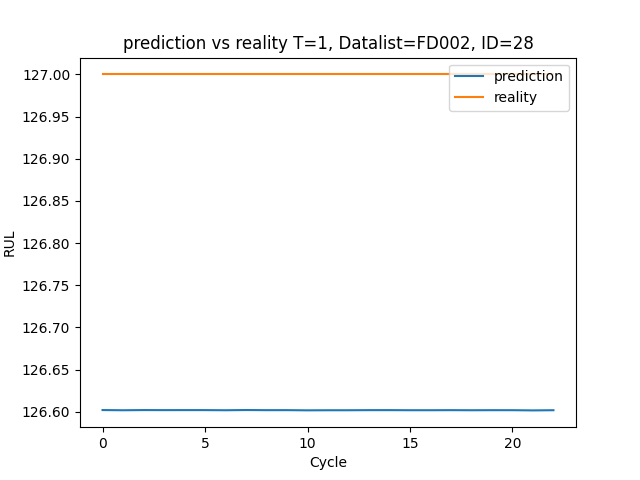 prediction vs reality T=1, Datalist=FD002, ID=28
prediction
reality
127.00
126.95
126.90
126.85
126.80
126.75
126.70
126.65
126.60
RUL
0 5 10 15 20
Cycle